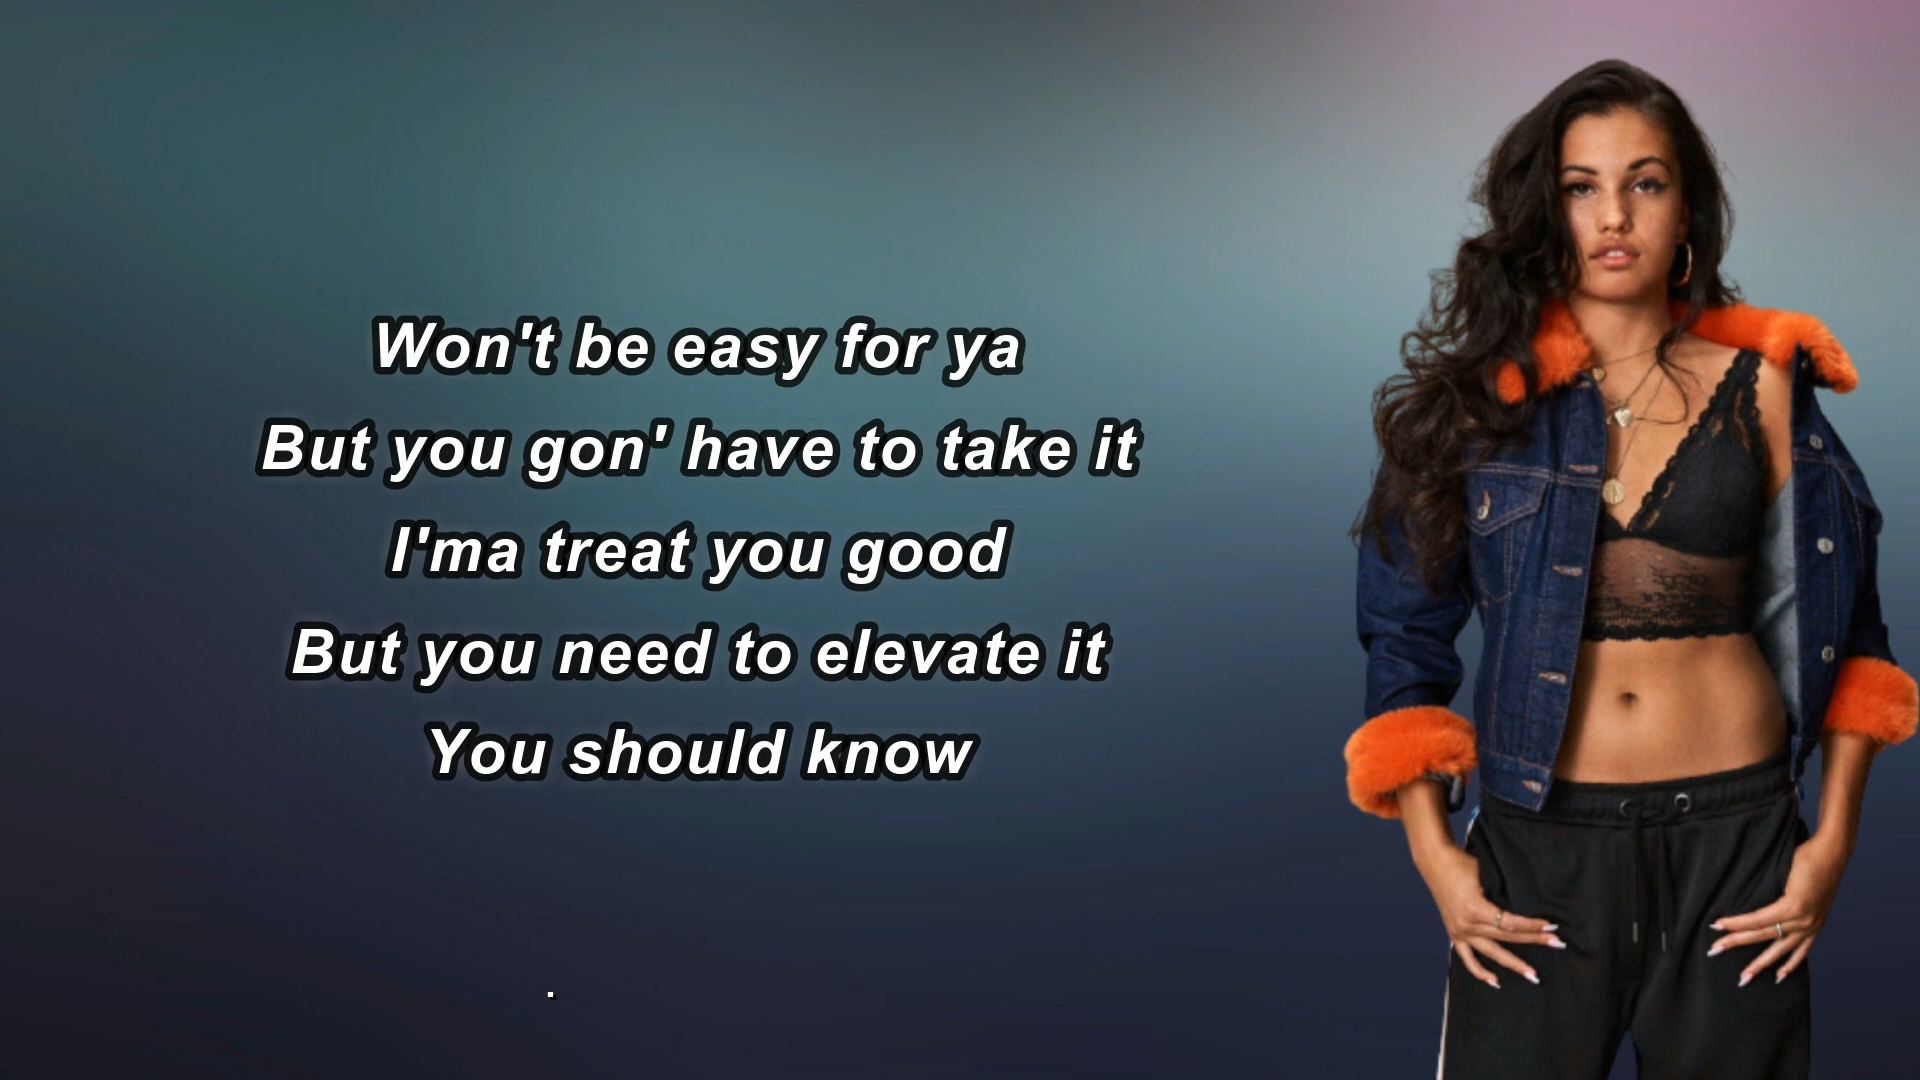 Won't be easy for ya
But you gon' have to take it
I'ma treat you good
But you need to elevate it
You should know
.